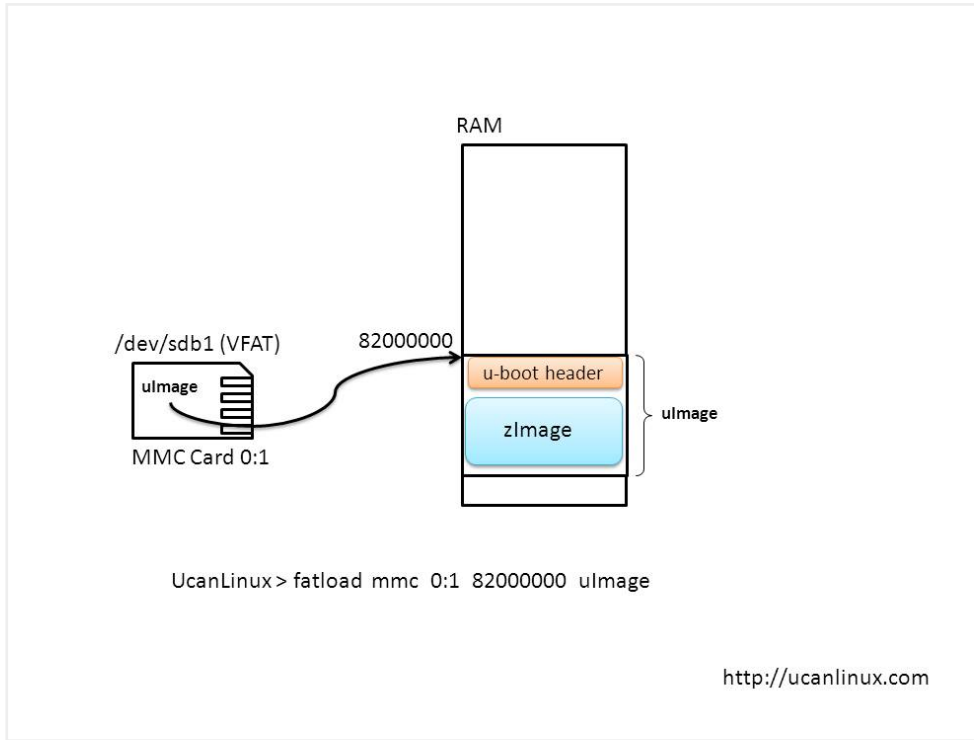 RAM
/dev/sdb1 (VFAT)
82000000
uImage
MMC Card 0:1
u-boot header
zImage
uImage
UcanLinux > fatload mmc 0:1 82000000 uImage
http://ucanlinux.com